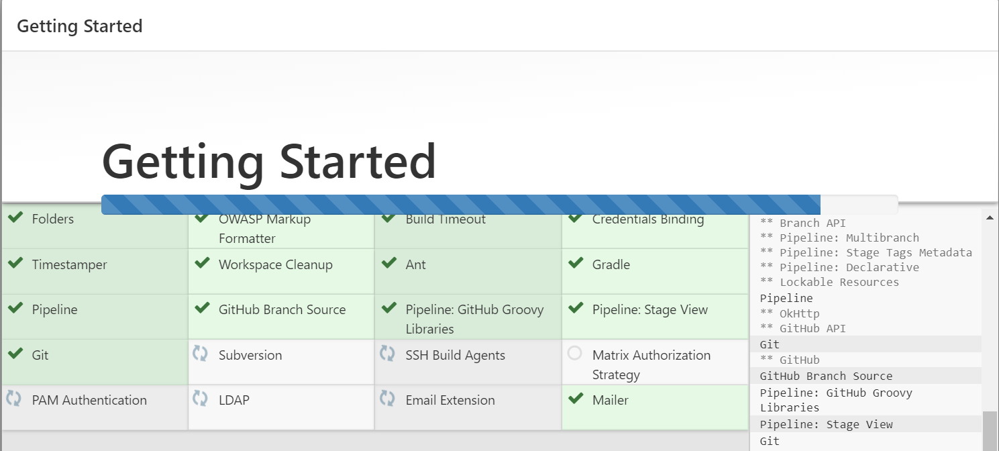 Getting Started
Getting Started
Folders
OWASP Markup
Formatter
Build Timeout
Credentials Binding
Timestamper
Workspace Cleanup
Ant
Gradle
Pipeline
GitHub Branch Source
Pipeline: GitHub Groovy
Libraries
Pipeline: Stage View
Git
Subversion
SSH Build Agents
Matrix Authorization
Strategy
PAM Authentication
LDAP
Email Extension
Mailer
** Branch API
** Pipeline: Multibranch
** Pipeline: Stage Tags Metadata
** Pipeline: Declarative
** Lockable Resources
Pipeline
** OkHttp
** GitHub API
Git
** GitHub
GitHub Branch Source
Pipeline: GitHub Groovy
Libraries
Pipeline: Stage View
Git